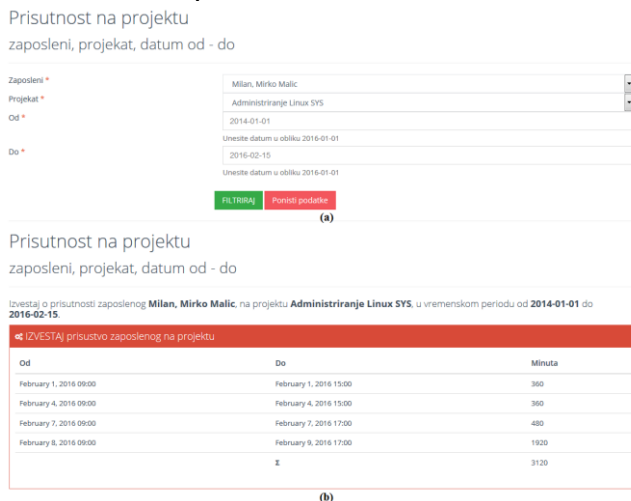 Prisutnost na projektu
zaposleni, projekat, datum od - do
Zaposleni * Milan, Mirko Malic
Projekat * Administriranje Linux SYS
Od * 2014-01-01
Unesite datum u obliku 2016-01-01
Do * 2016-02-15
Unesite datum u obliku 2016-01-01
FILTRIRAJ Ponisti podatke
(a)
Prisutnost na projektu
zaposleni, projekat, datum od - do
Izvestaj o prisutnosti zaposlenog Milan, Mirko Malic, na projektu Administriranje Linux SYS, u vremenskom periodu od 2014-01-01 do
2016-02-15.
IZVESTAJ prisustvo zaposlenog na projektu
Od Do Minuta
February 1, 2016 09:00 February 1, 2016 15:00 360
February 4, 2016 09:00 February 4, 2016 15:00 360
February 7, 2016 09:00 February 7, 2016 17:00 480
February 8, 2016 09:00 February 9, 2016 17:00 1920
Σ 3120
(b)